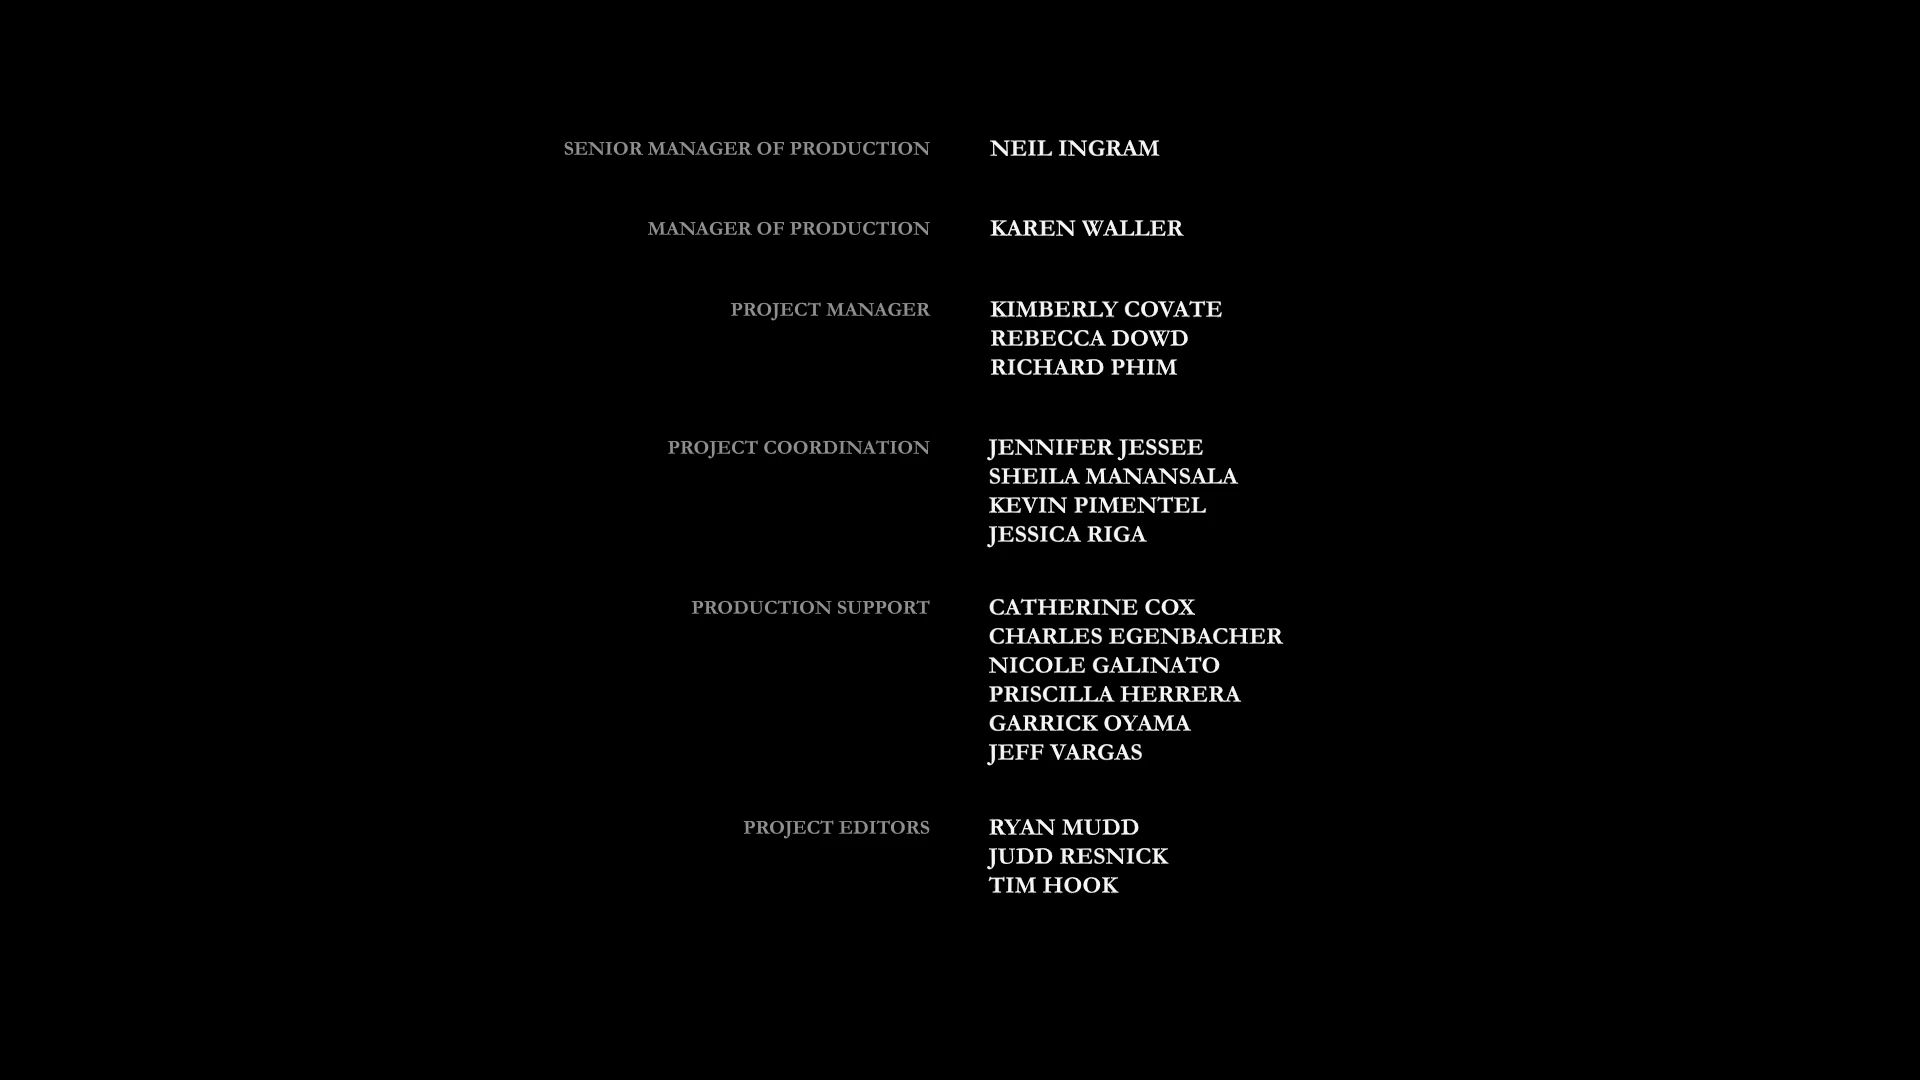 SENIOR MANAGER OF PRODUCTION NEIL INGRAM
MANAGER OF PRODUCTION KAREN WALLER
PROJECT MANAGER KIMBERLY COVATE
REBECCA DOWD
RICHARD PHIM
PROJECT COORDINATION JENNIFER JESSEE
SHEILA MANANSALA
KEVIN PIMENTEL
JESSICA RIGA
PRODUCTION SUPPORT CATHERINE COX
CHARLES EGENBACHER
NICOLE GALINATO
PRISCILLA HERRERA
GARRICK OYAMA
JEFF VARGAS
PROJECT EDITORS RYAN MUDD
JUDD RESNICK
TIM HOOK